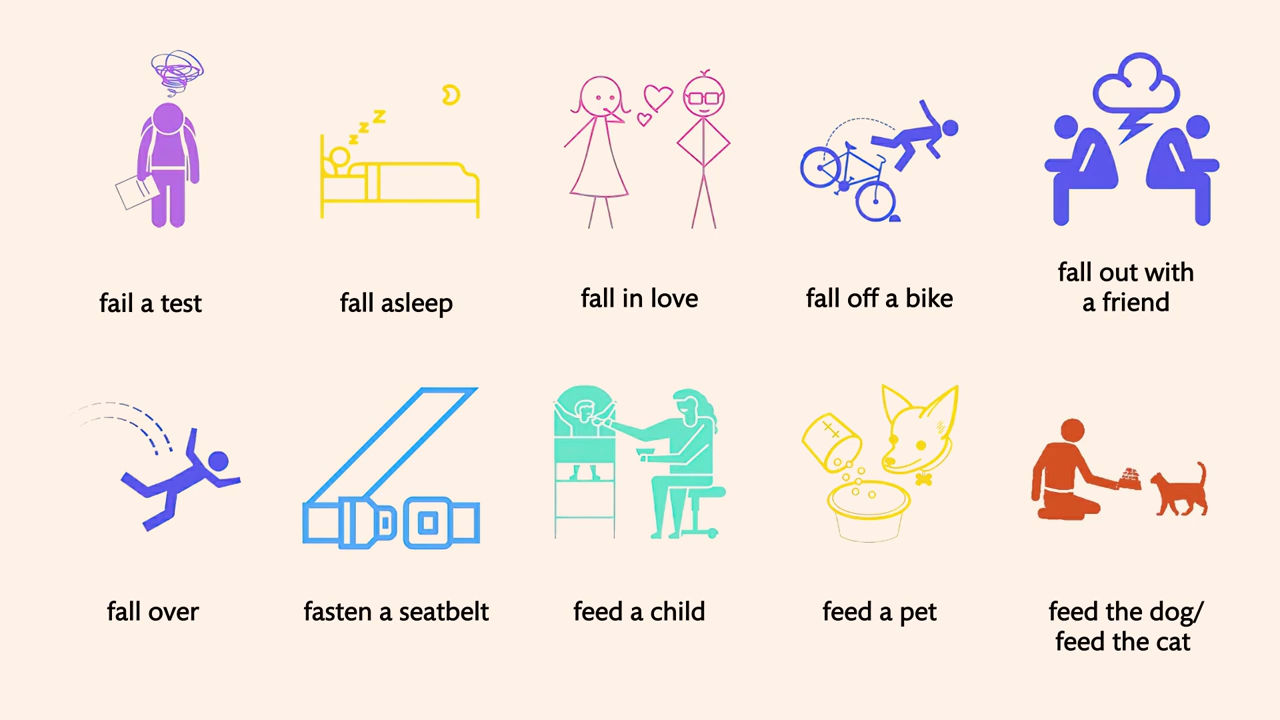 fail a test
fall asleep
fall in love
fall off a bike
fall out with
a friend
fall over
fasten a seatbelt
feed a child
feed a pet
feed the dog/
feed the cat